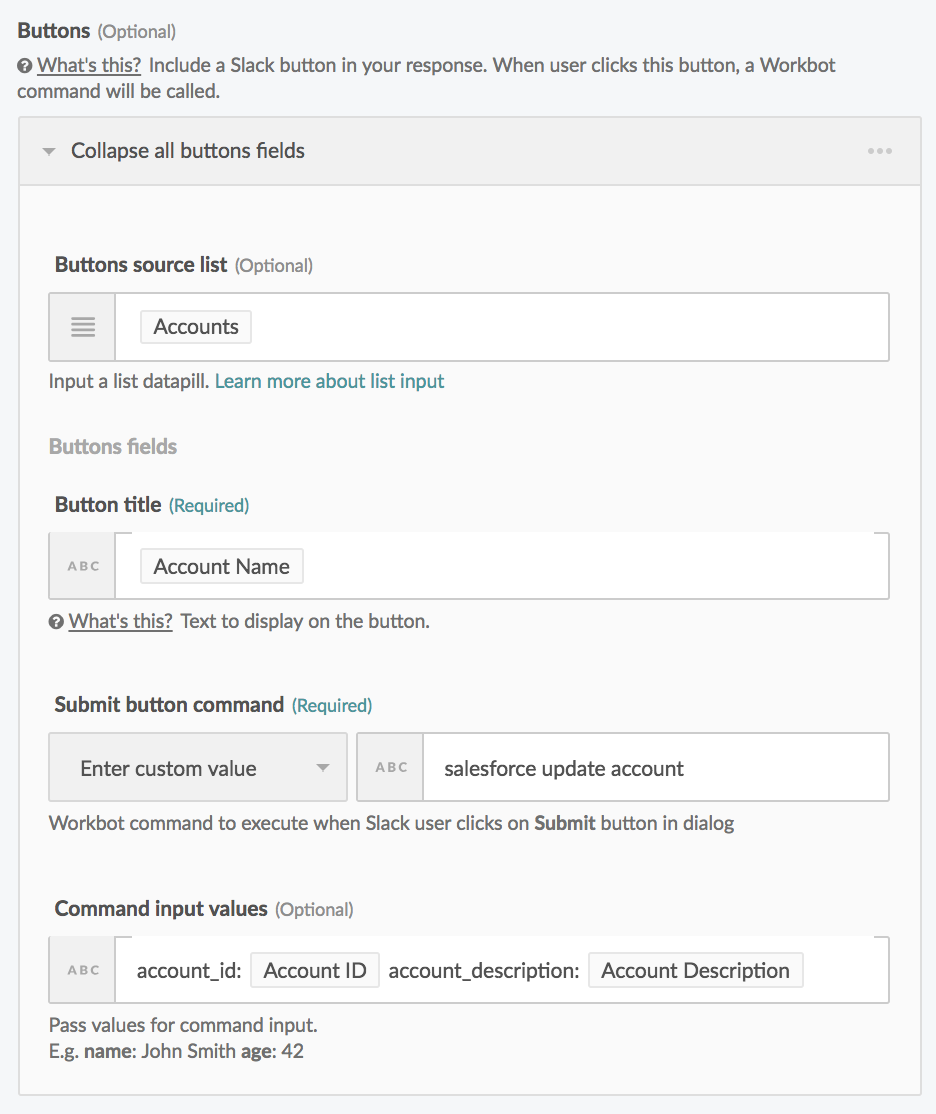 Buttons (Optional)
What's this? Include a Slack button in your response. When user clicks this button, a Workbot
command will be called.
Collapse all buttons fields
Buttons source list (Optional)
Accounts
Input a list datapill. Learn more about list input
Buttons fields
Button title (Required)
ABC Account Name
What's this? Text to display on the button.
Submit button command (Required)
Enter custom value ABC salesforce update account
Workbot command to execute when Slack user clicks on Submit button in dialog
Command input values (Optional)
ABC account_id: Account ID account_description: Account Description
Pass values for command input.
E.g. name: John Smith age: 42